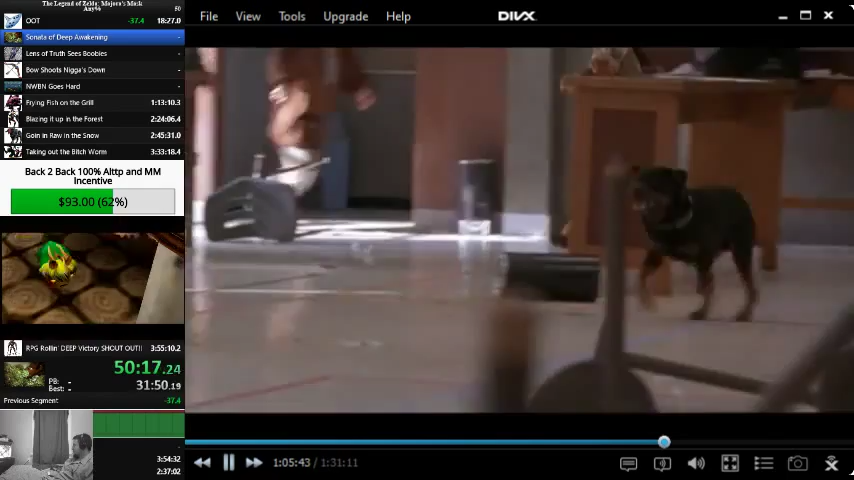 The Legend of Zelda: Majora's Mask
Any%
50
OOT -37.4 18:27.0
Sonata of Deep Awakening -
Lens of Truth Sees Boobies -
Bow Shoots Nigga's Down -
NWBN Goes Hard -
Frying Fish on the Grill 1:13:10.3
Blazing it up in the Forest 2:24:06.4
Goin in Raw in the Snow 2:45:31.0
Taking out the Bitch Worm 3:33:18.4
Back 2 Back 100% Alttp and MM
Incentive
$93.00 (62%)
RPG Rollin' DEEP Victory SHOUT OUT!! 3:55:10.2
50:17.24
PB: -
Best: -
31:50.19
Previous Segment -37.4
-
3:54:32
2:37:02
File View Tools Upgrade Help
DIVX
1:05:43 / 1:31:11